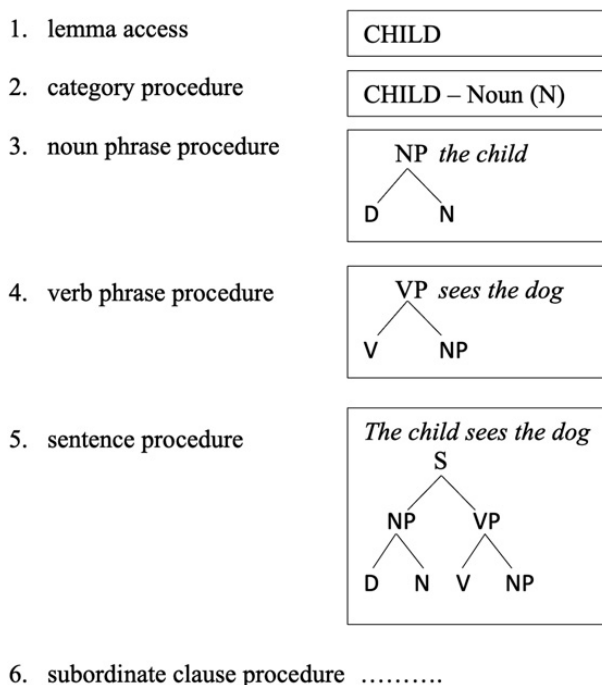 1. lemma access
CHILD
2. category procedure
CHILD – Noun (N)
3. noun phrase procedure
NP the child
D N
4. verb phrase procedure
VP sees the dog
V NP
5. sentence procedure
The child sees the dog
S
NP VP
D N V NP
6. subordinate clause procedure ..........